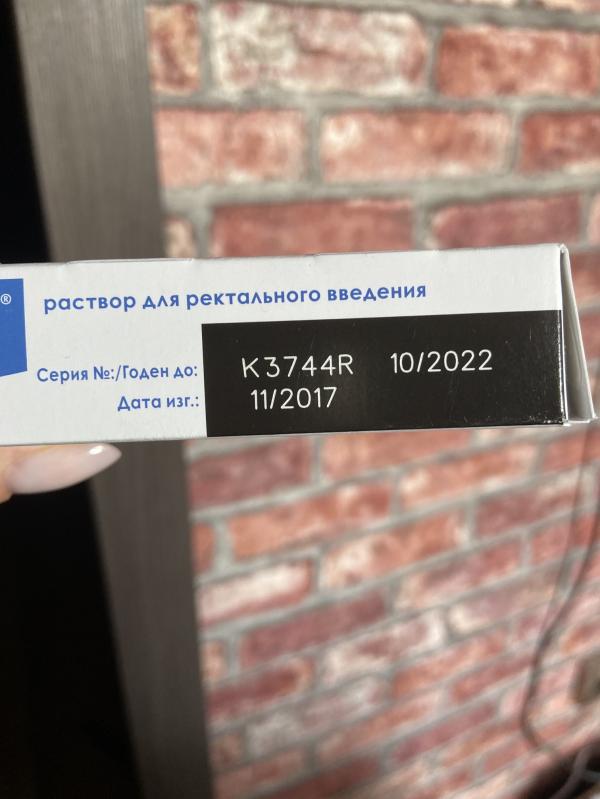 ®
раствор для ректального введения
Серия №:/Годен до: K3744R 10/2022
Дата изг.: 11/2017